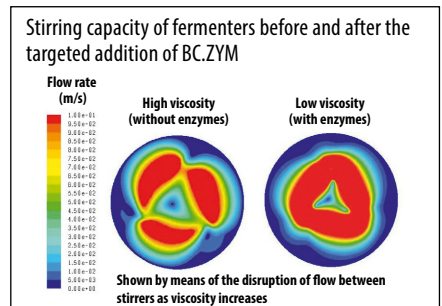 Stirring capacity of fermenters before and after the
targeted addition of BC.ZYM
Flow rate
(m/s)
High viscosity
(without enzymes)
Low viscosity
(with enzymes)
1.00e-01
9.50e-02
9.00e-02
8.50e-02
8.00e-02
7.50e-02
7.00e-02
6.50e-02
6.00e-02
5.50e-02
5.00e-02
4.50e-02
4.00e-02
3.50e-02
3.00e-02
2.50e-02
2.00e-02
1.50e-02
1.00e-02
5.00e-03
0.00e+00
Shown by means of the disruption of flow between
stirrers as viscosity increases